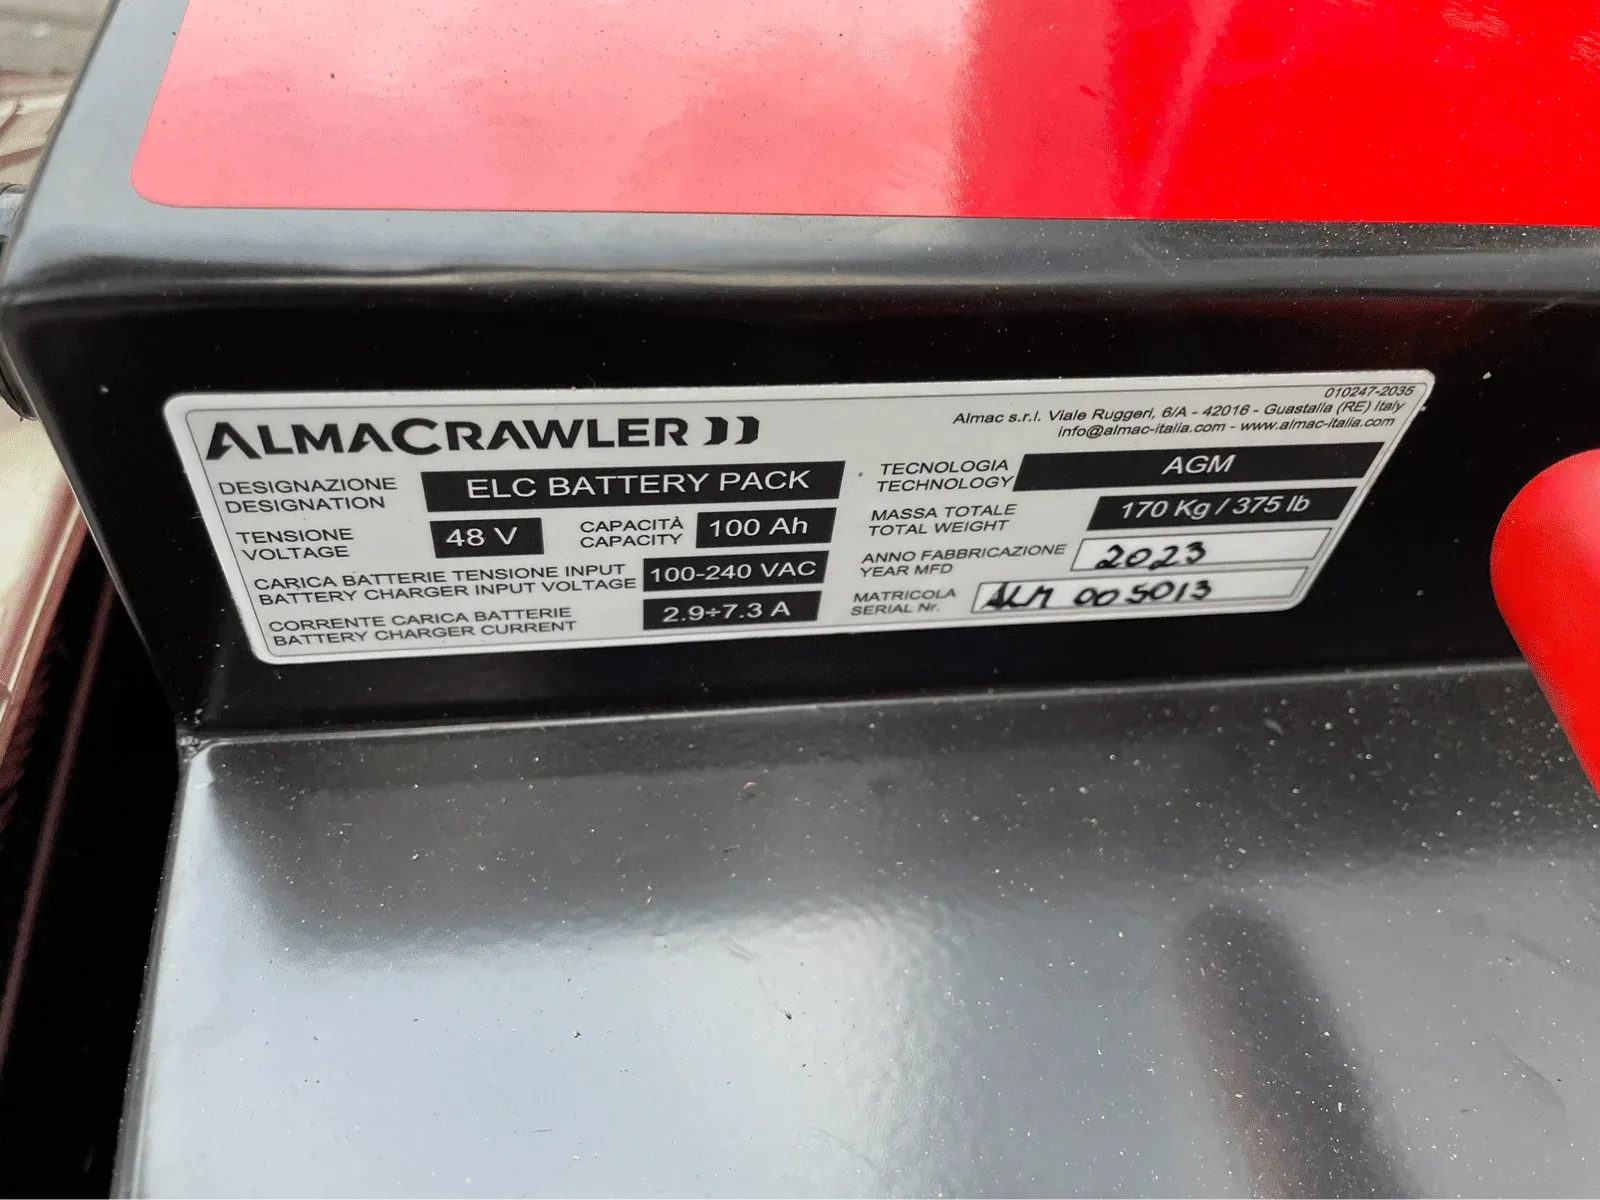 010247-2035
ALMACRAWLER
Almac s.r.l. Viale Ruggeri, 6/A - 42016 - Guastalla (RE) Italy
info@almac-italia.com - www.almac-italia.com
DESIGNAZIONE
DESIGNATION
ELC BATTERY PACK
TENSIONE
VOLTAGE
48 V
CAPACITÀ
CAPACITY
100 Ah
CARICA BATTERIE TENSIONE INPUT
BATTERY CHARGER INPUT VOLTAGE
100-240 VAC
CORRENTE CARICA BATTERIE
BATTERY CHARGER CURRENT
2.9÷7.3 A
TECNOLOGIA
TECHNOLOGY
AGM
MASSA TOTALE
TOTAL WEIGHT
170 Kg / 375 lb
ANNO FABBRICAZIONE
YEAR MFD
2023
MATRICOLA
SERIAL Nr.
ALM 005013